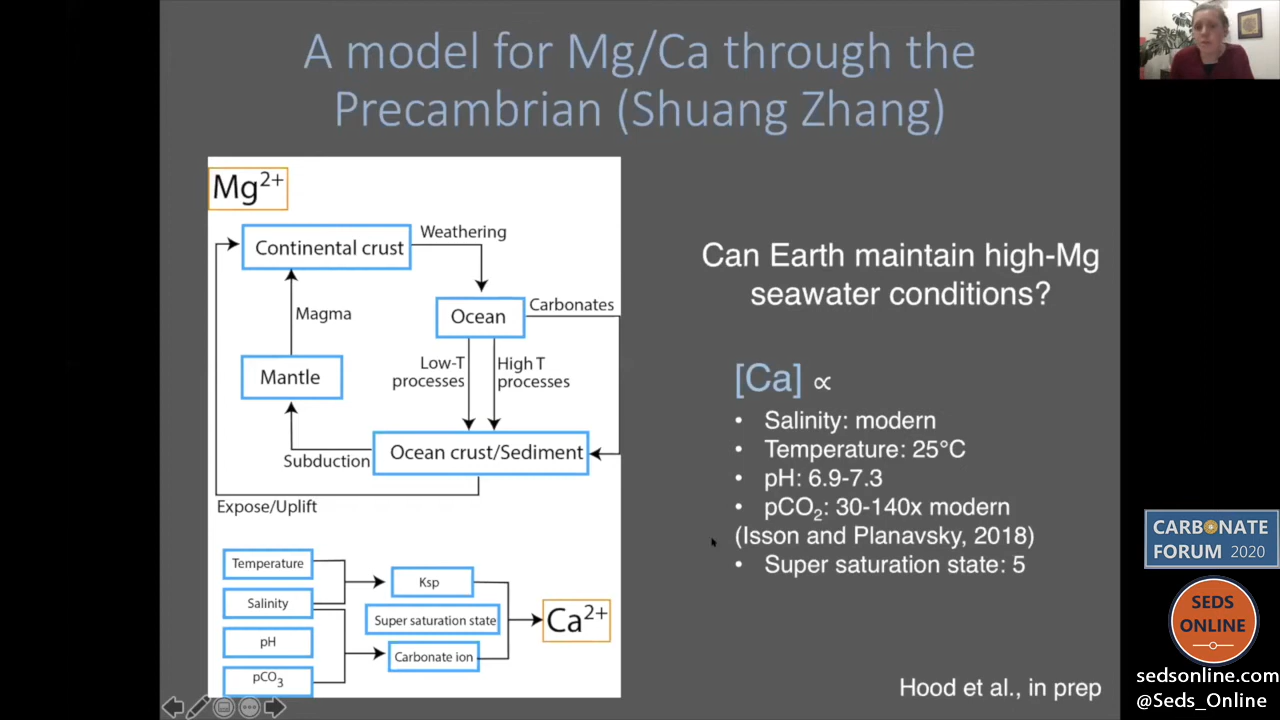 A model for Mg/Ca through the
Precambrian (Shuang Zhang)
Mg2+
Continental crust
Weathering
Ocean
Carbonates
Magma
Low-T
processes
High T
processes
Mantle
Ocean crust/Sediment
Subduction
Expose/Uplift
Temperature
Salinity
pH
pCO3
Ksp
Super saturation state
Carbonate ion
Ca2+
Can Earth maintain high-Mg
seawater conditions?
[Ca] ∝
• Salinity: modern
• Temperature: 25°C
• pH: 6.9-7.3
• pCO2: 30-140x modern
(Isson and Planavsky, 2018)
• Super saturation state: 5
Hood et al., in prep
CARBONATE
FORUM 2020
SEDS
ONLINE
sedsonline.com
@Seds_Online